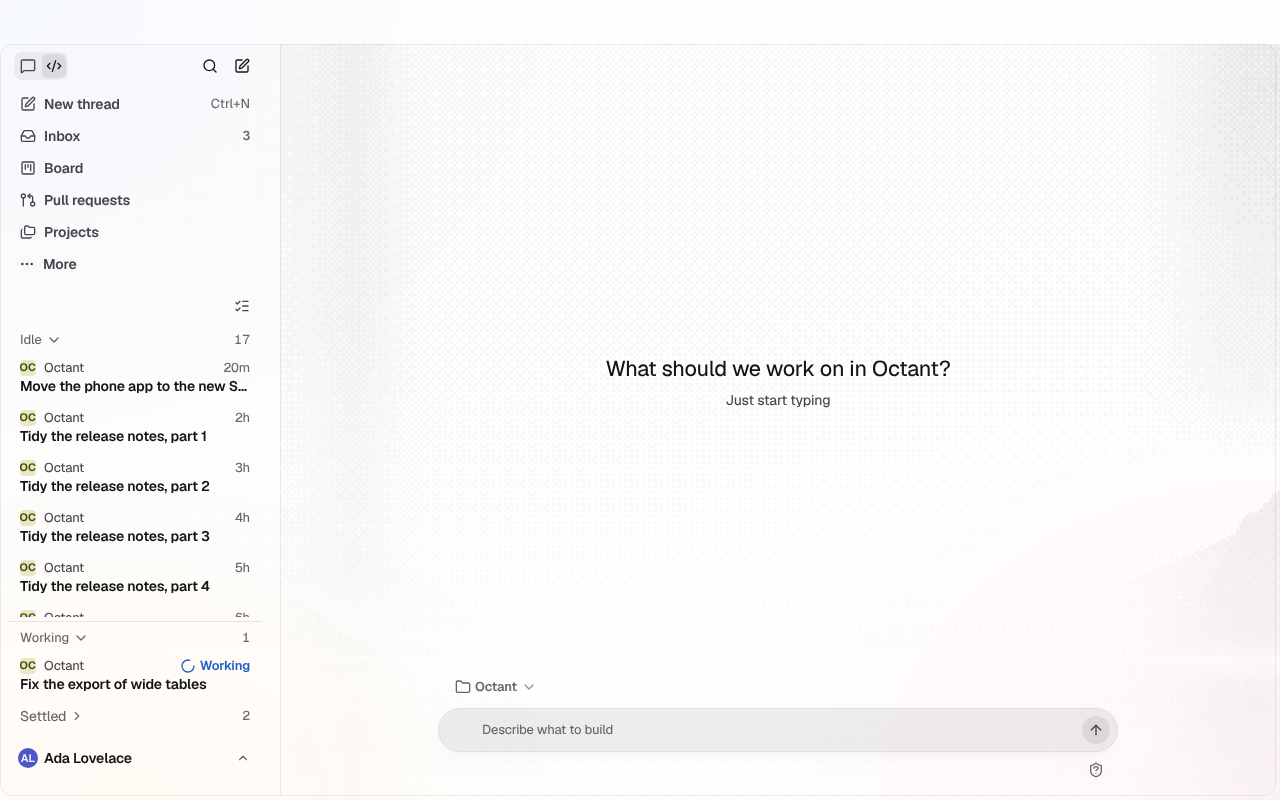 New thread Ctrl+N
Inbox 3
Board
Pull requests
Projects
More
Idle 17
OC Octant 20m
Move the phone app to the new S...
OC Octant 2h
Tidy the release notes, part 1
OC Octant 3h
Tidy the release notes, part 2
OC Octant 4h
Tidy the release notes, part 3
OC Octant 5h
Tidy the release notes, part 4
OC Octant 6h
Working 1
OC Octant Working
Fix the export of wide tables
Settled 2
AL Ada Lovelace
What should we work on in Octant?
Just start typing
Octant
Describe what to build